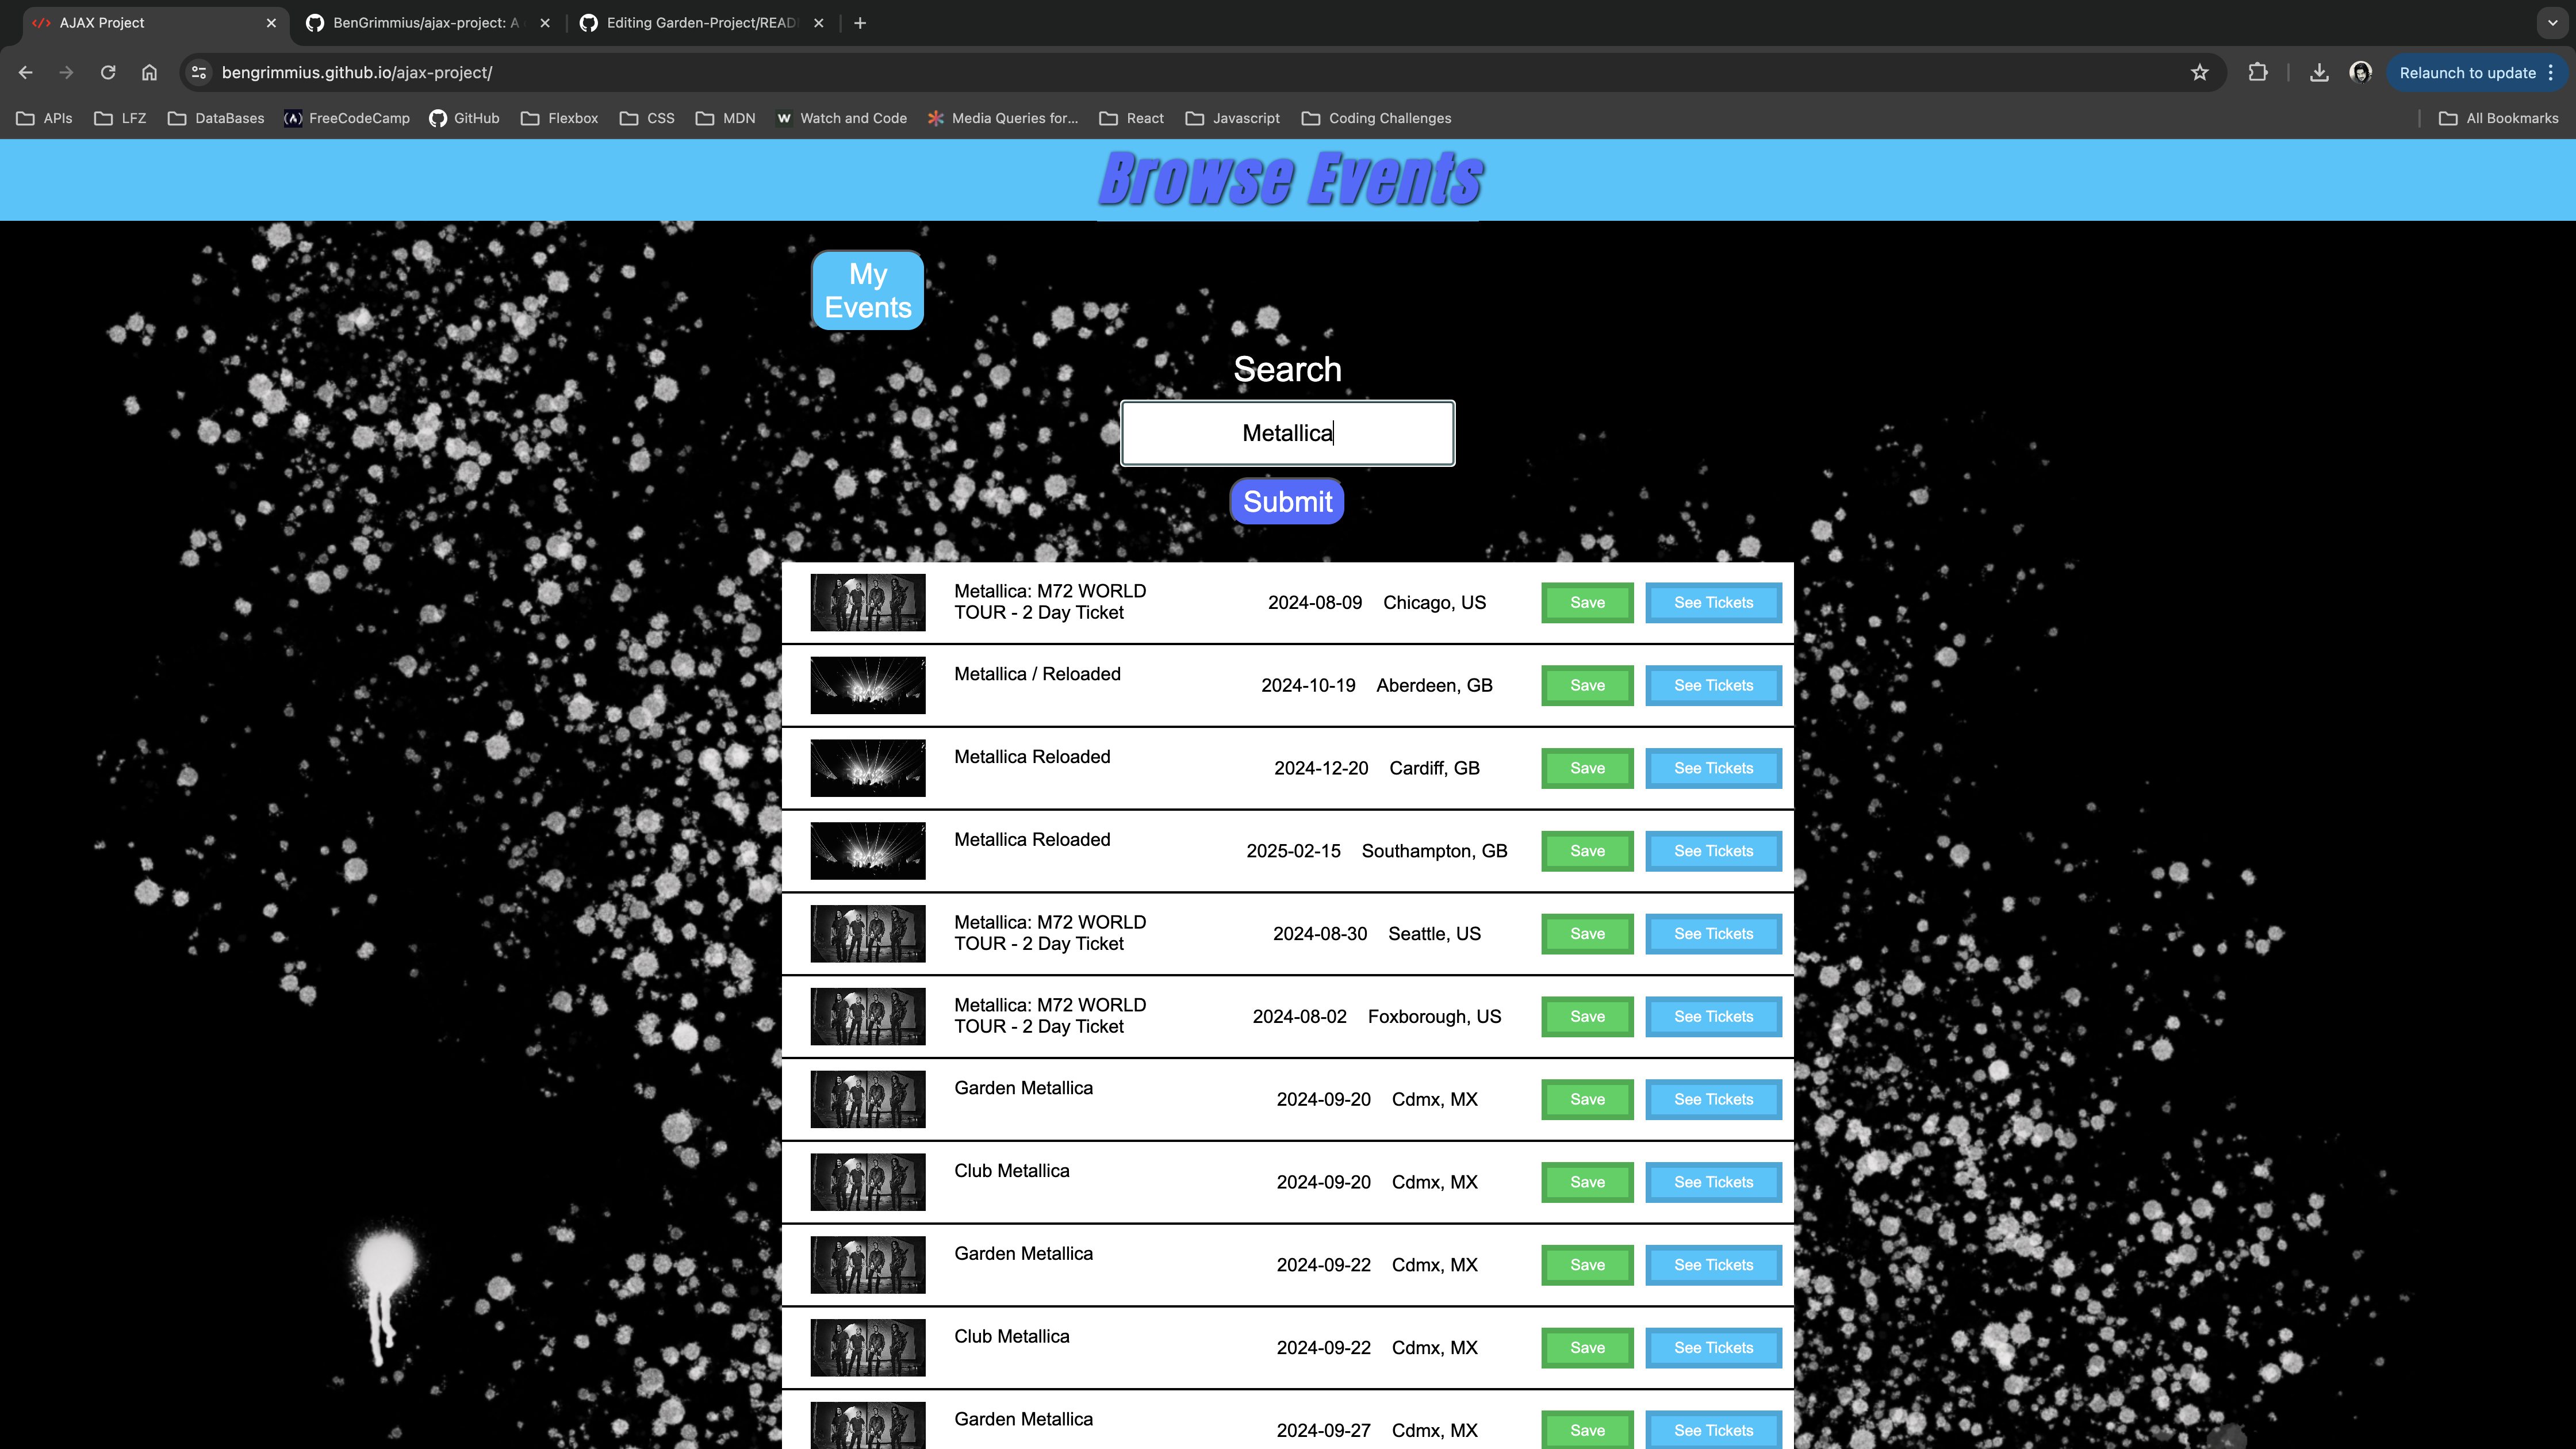 AJAX Project
BenGrimmius/ajax-project: A
Editing Garden-Project/READ
bengrimmius.github.io/ajax-project/
Relaunch to update
APIs
LFZ
DataBases
FreeCodeCamp
GitHub
Flexbox
CSS
MDN
Watch and Code
Media Queries for...
React
Javascript
Coding Challenges
All Bookmarks
Browse Events
My
Events
Search
Metallica
Submit
Metallica: M72 WORLD
TOUR - 2 Day Ticket
2024-08-09 Chicago, US Save See Tickets
Metallica / Reloaded
2024-10-19 Aberdeen, GB Save See Tickets
Metallica Reloaded
2024-12-20 Cardiff, GB Save See Tickets
Metallica Reloaded
2025-02-15 Southampton, GB Save See Tickets
Metallica: M72 WORLD
TOUR - 2 Day Ticket
2024-08-30 Seattle, US Save See Tickets
Metallica: M72 WORLD
TOUR - 2 Day Ticket
2024-08-02 Foxborough, US Save See Tickets
Garden Metallica
2024-09-20 Cdmx, MX Save See Tickets
Club Metallica
2024-09-20 Cdmx, MX Save See Tickets
Garden Metallica
2024-09-22 Cdmx, MX Save See Tickets
Club Metallica
2024-09-22 Cdmx, MX Save See Tickets
Garden Metallica
2024-09-27 Cdmx, MX Save See Tickets